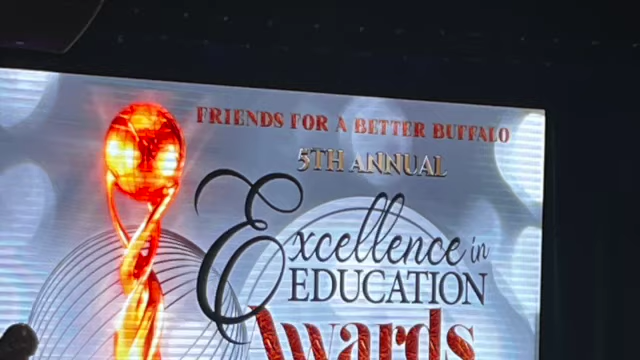 FRIENDS FOR A BETTER BUFFALO
5TH ANNUAL
Excellence in
EDUCATION
Awards